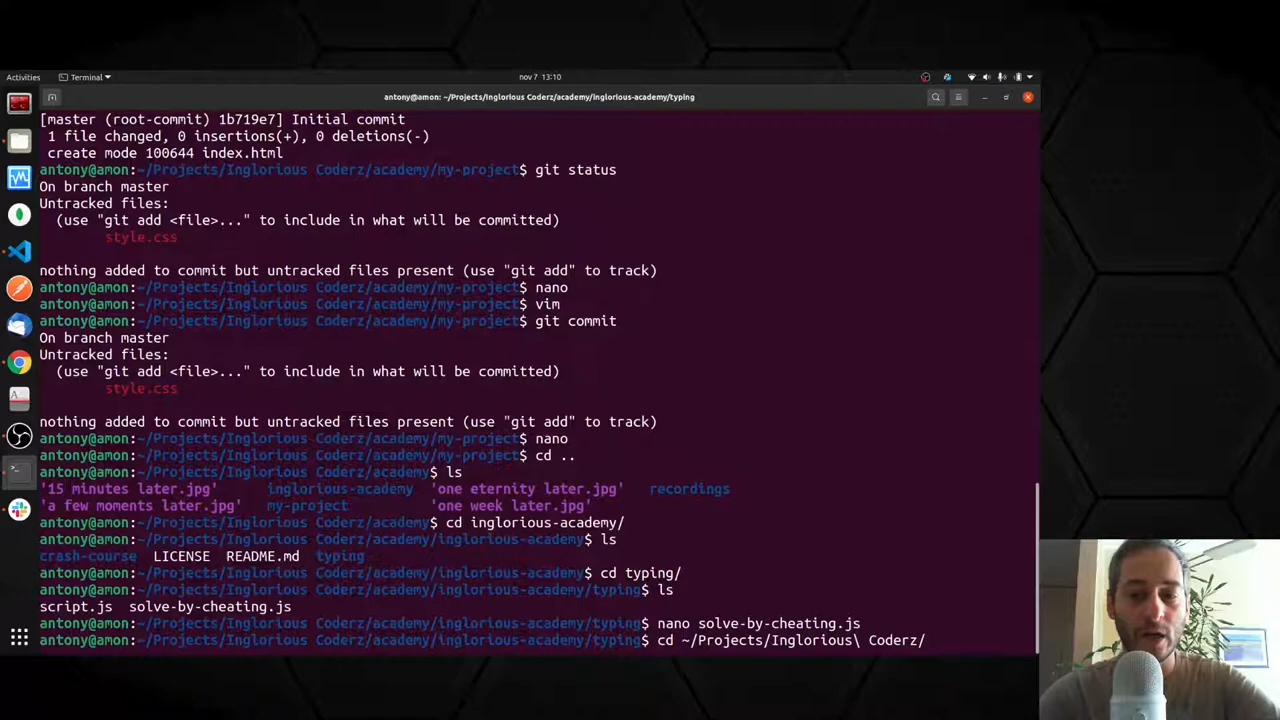 Activities
Terminal
nov 7 13:10
antony@amon: ~/Projects/Inglorious Coderz/academy/inglorious-academy/typing
[master (root-commit) 1b719e7] Initial commit
 1 file changed, 0 insertions(+), 0 deletions(-)
 create mode 100644 index.html
antony@amon:~/Projects/Inglorious Coderz/academy/my-project$ git status
On branch master
Untracked files:
  (use "git add <file>..." to include in what will be committed)
        style.css
nothing added to commit but untracked files present (use "git add" to track)
antony@amon:~/Projects/Inglorious Coderz/academy/my-project$ nano
antony@amon:~/Projects/Inglorious Coderz/academy/my-project$ vim
antony@amon:~/Projects/Inglorious Coderz/academy/my-project$ git commit
On branch master
Untracked files:
  (use "git add <file>..." to include in what will be committed)
        style.css
nothing added to commit but untracked files present (use "git add" to track)
antony@amon:~/Projects/Inglorious Coderz/academy/my-project$ nano
antony@amon:~/Projects/Inglorious Coderz/academy/my-project$ cd ..
antony@amon:~/Projects/Inglorious Coderz/academy$ ls
'15 minutes later.jpg'       inglorious-academy  'one eternity later.jpg'   recordings
'a few moments later.jpg'    my-project          'one week later.jpg'
antony@amon:~/Projects/Inglorious Coderz/academy$ cd inglorious-academy/
antony@amon:~/Projects/Inglorious Coderz/academy/inglorious-academy$ ls
crash-course  LICENSE  README.md  typing
antony@amon:~/Projects/Inglorious Coderz/academy/inglorious-academy$ cd typing/
antony@amon:~/Projects/Inglorious Coderz/academy/inglorious-academy/typing$ ls
script.js  solve-by-cheating.js
antony@amon:~/Projects/Inglorious Coderz/academy/inglorious-academy/typing$ nano solve-by-cheating.js
antony@amon:~/Projects/Inglorious Coderz/academy/inglorious-academy/typing$ cd ~/Projects/Inglorious\ Coderz/